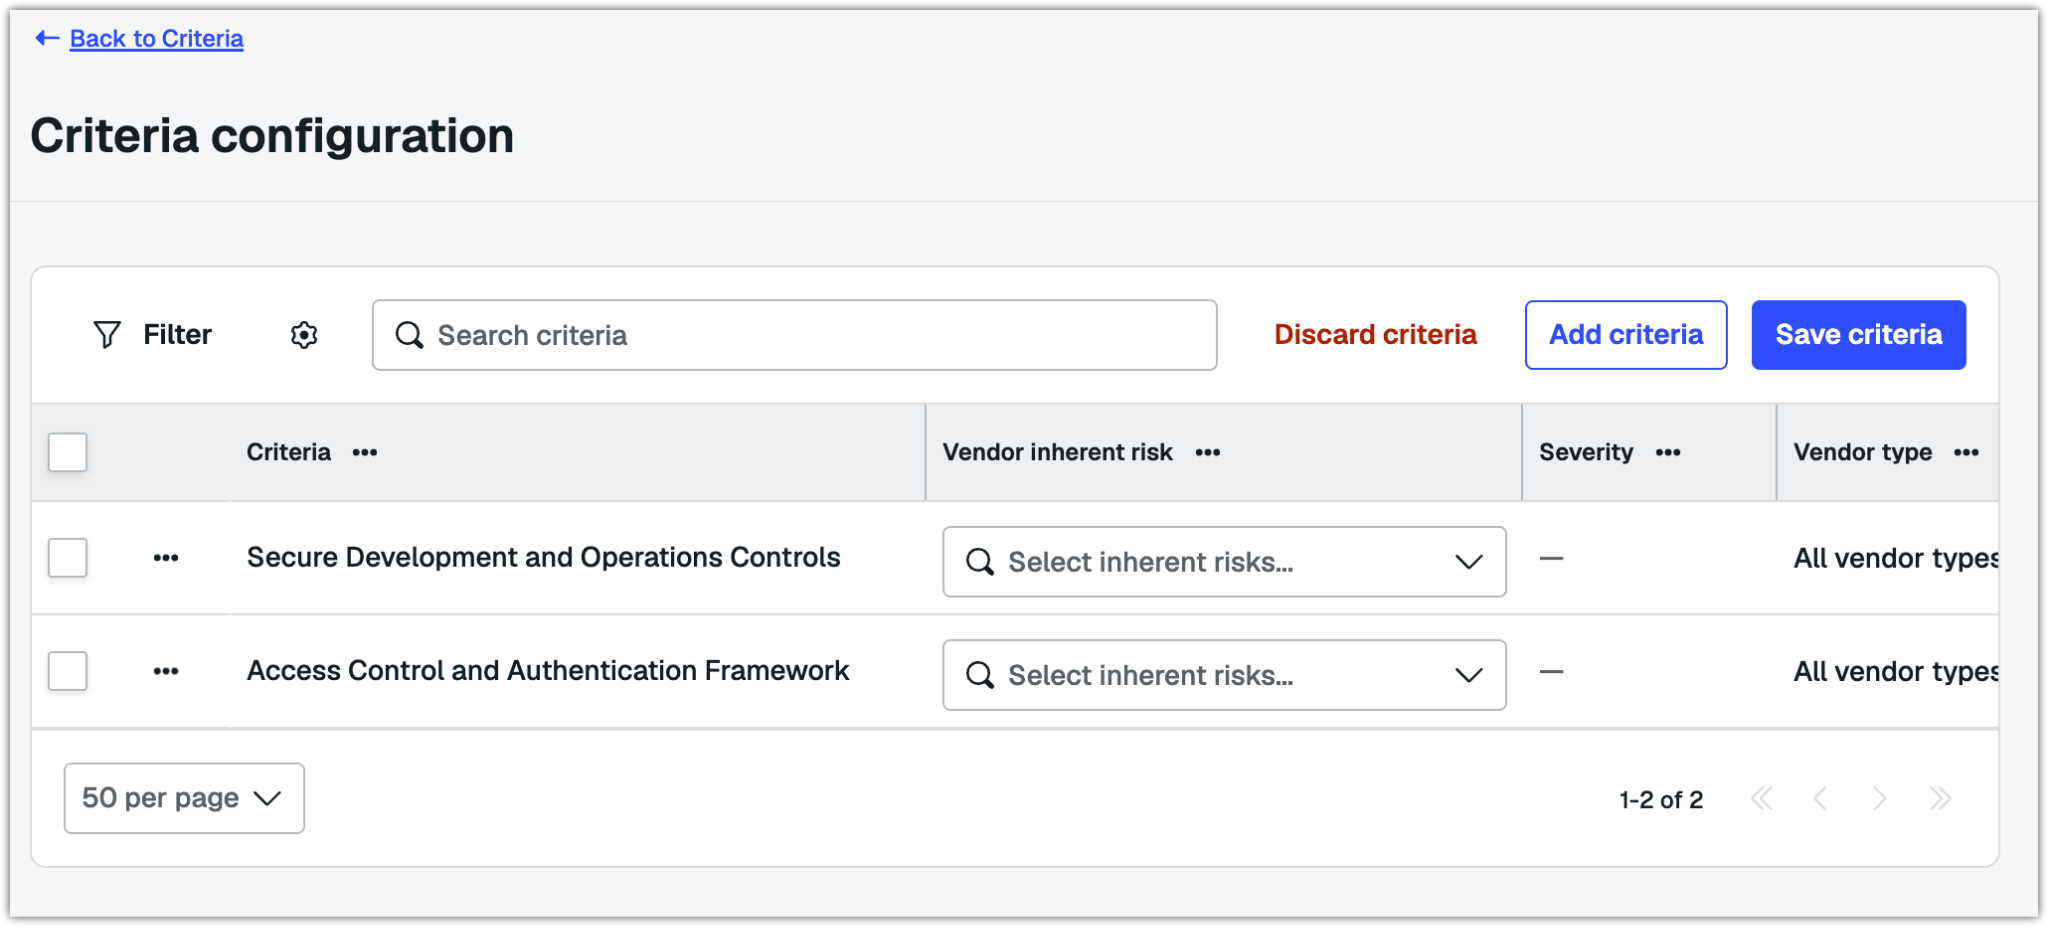 Back to Criteria
Criteria configuration
Filter
Search criteria
Discard criteria
Add criteria
Save criteria
Criteria
Vendor inherent risk
Severity
Vendor type
Secure Development and Operations Controls
Select inherent risks...
—
All vendor types
Access Control and Authentication Framework
Select inherent risks...
—
All vendor types
50 per page
1-2 of 2